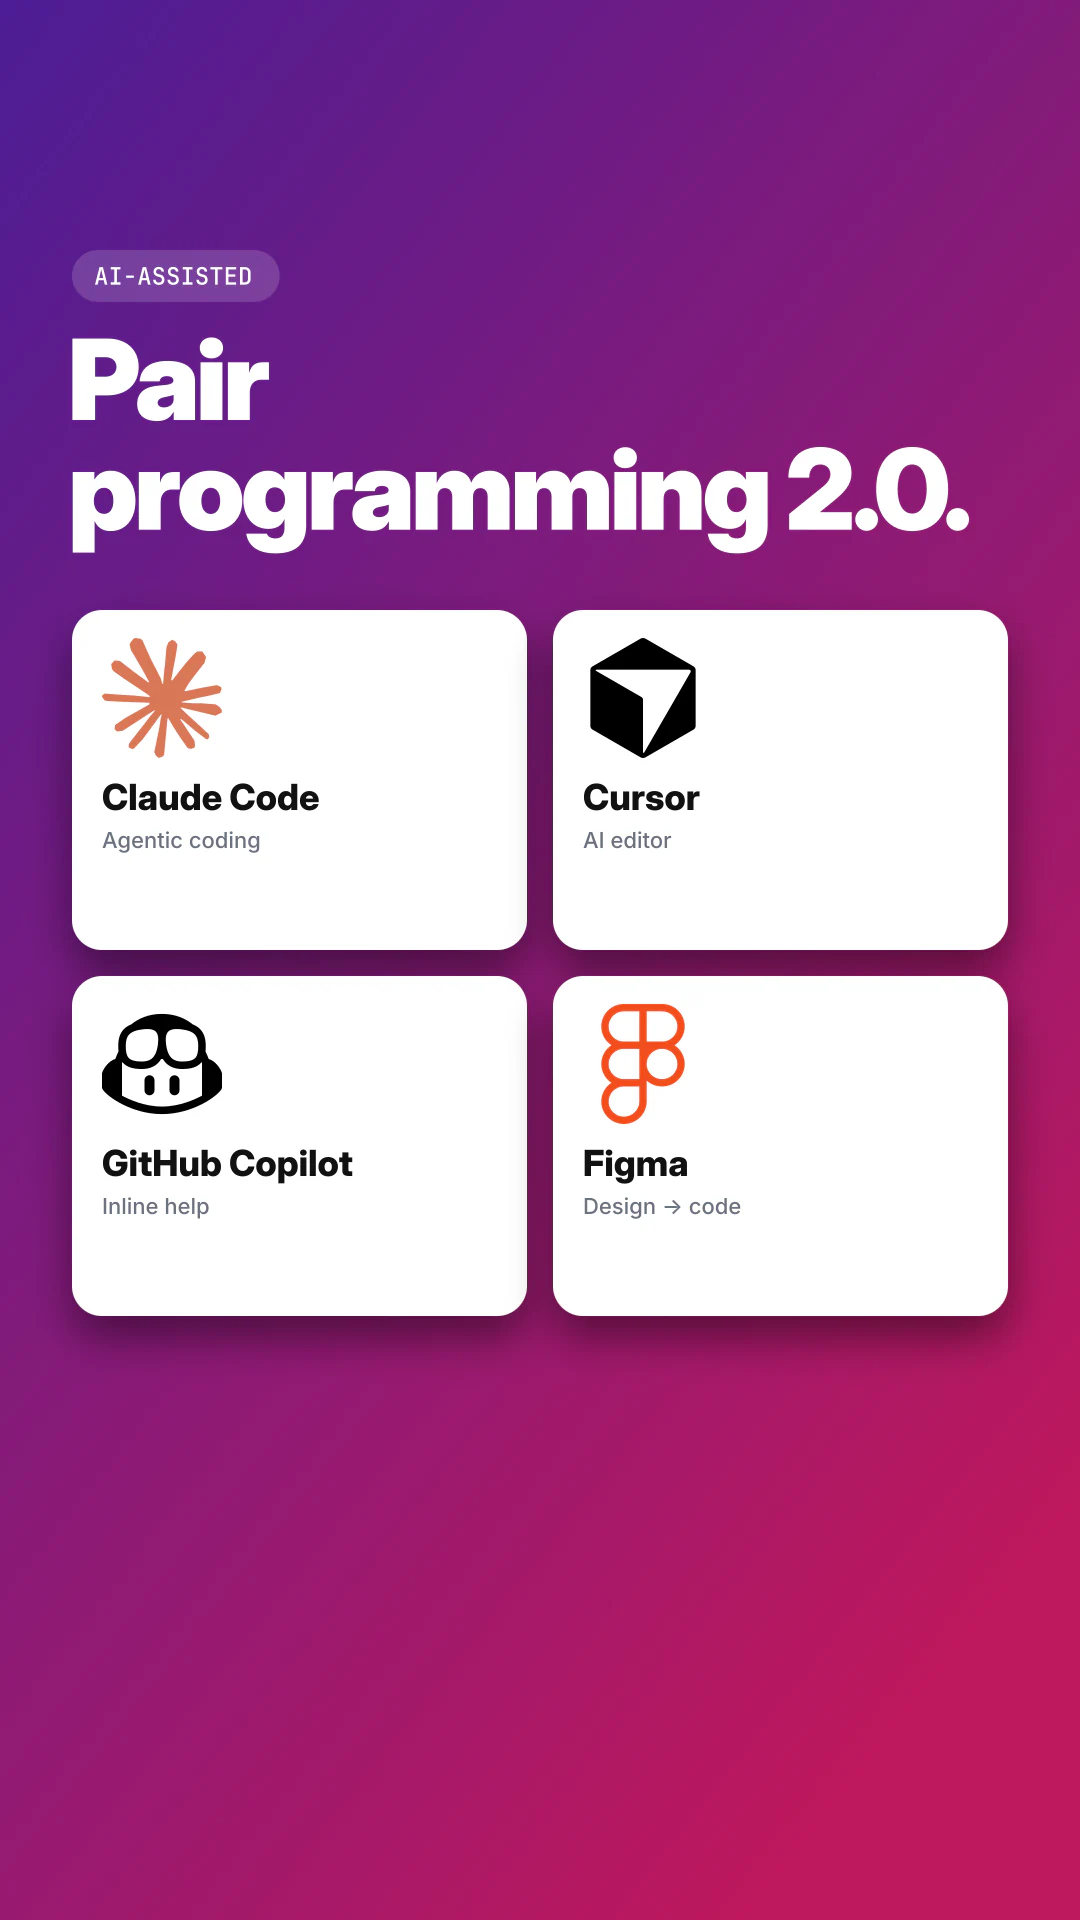 AI-ASSISTED
Pair
programming 2.0.
Claude Code
Agentic coding
Cursor
AI editor
GitHub Copilot
Inline help
Figma
Design → code